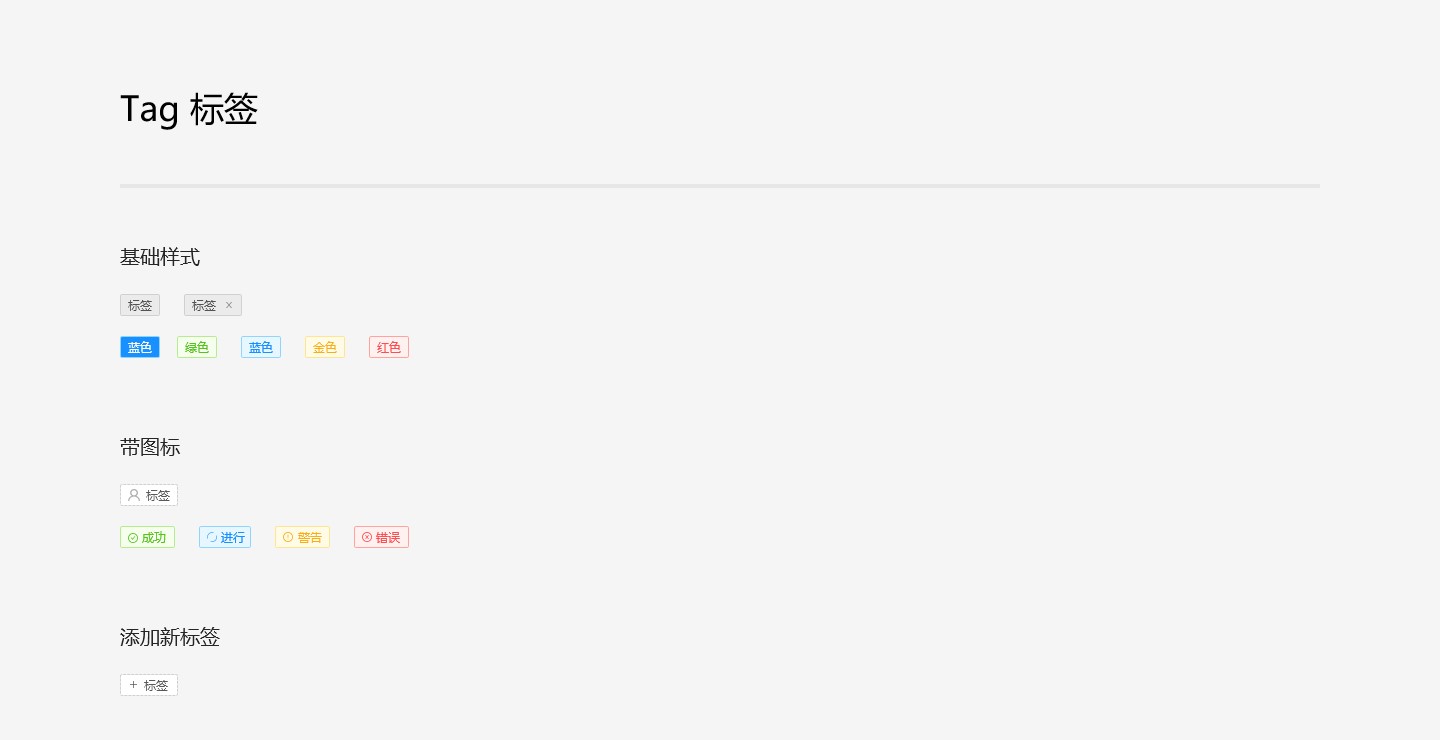 Tag 标签
基础样式
标签 标签 ×
蓝色 绿色 蓝色 金色 红色
带图标
标签
成功 进行 警告 错误
添加新标签
+ 标签